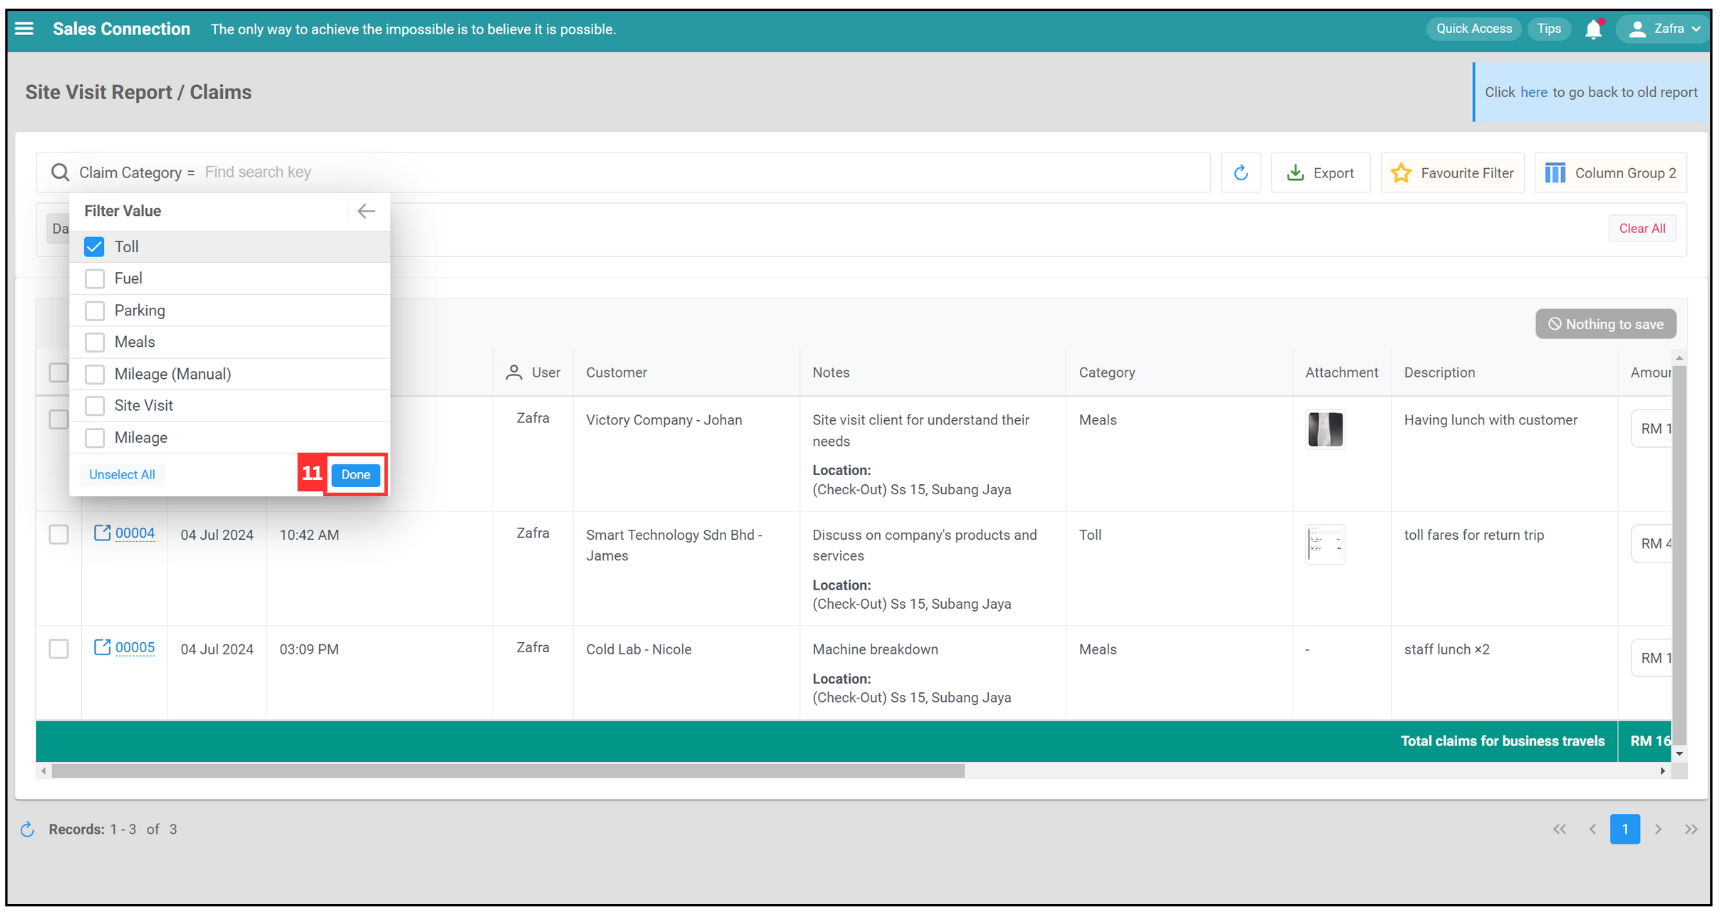 Sales Connection The only way to achieve the impossible is to believe it is possible. Quick Access Tips Zafra
Site Visit Report / Claims
Click here to go back to old report
Claim Category = Find search key Export Favourite Filter Column Group 2
Filter Value
Da Clear All
Toll
Fuel
Parking
Nothing to save
Meals
Mileage (Manual)
Site Visit
Mileage
Unselect All 11 Done
User Customer Notes Category Attachment Description Amour
Zafra Victory Company - Johan Site visit client for understand their Meals Having lunch with customer RM 1
needs
Location:
(Check-Out) Ss 15, Subang Jaya
00004 04 Jul 2024 10:42 AM Zafra Smart Technology Sdn Bhd - Discuss on company's products and Toll toll fares for return trip RM 4
James services
Location:
(Check-Out) Ss 15, Subang Jaya
00005 04 Jul 2024 03:09 PM Zafra Cold Lab - Nicole Machine breakdown Meals - staff lunch ×2 RM 1
Location:
(Check-Out) Ss 15, Subang Jaya
Total claims for business travels RM 16
Records: 1 - 3 of 3 1